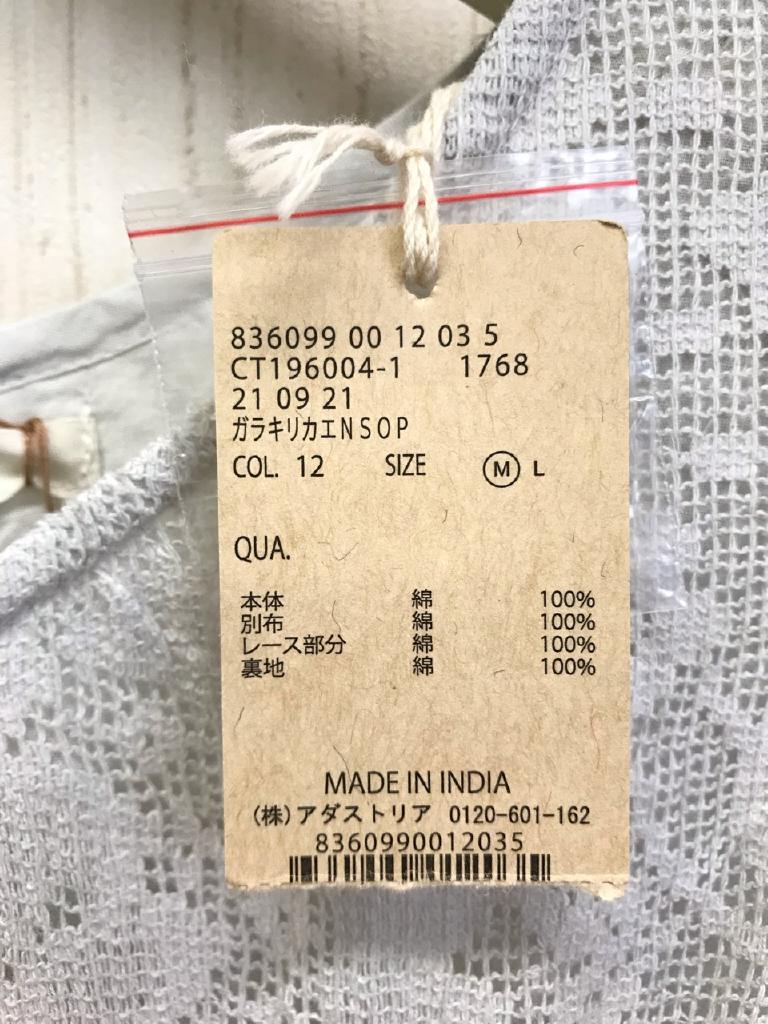 836099 00 12 03 5
CT196004-1 1768
21 09 21
ガラキリカエNSOP
COL. 12 SIZE M L
QUA.
本体 綿 100%
別布 綿 100%
レース部分 綿 100%
裏地 綿 100%
MADE IN INDIA
(株)アダストリア 0120-601-162
8360990012035